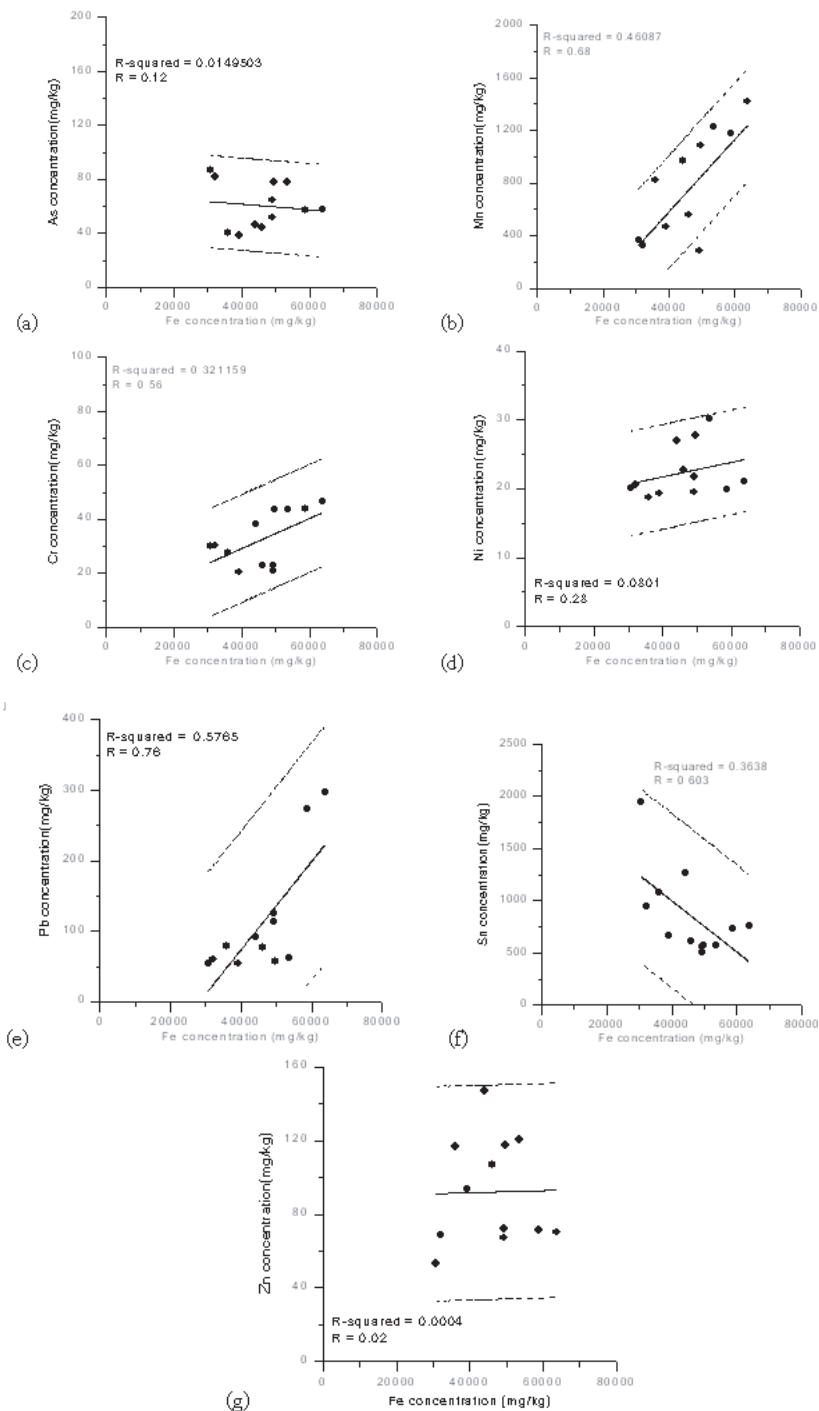 200
160
120
80
40
0
As concentration(mg/kg)
R-squared = 0.0149503
R = 0.12
0 20000 40000 60000 80000
Fe concentration (mg/kg)
(a)
2000
1600
1200
800
400
0
Mn concentration(mg/kg)
R-squared = 0.46087
R = 0.68
0 20000 40000 60000 80000
Fe concentration (mg/kg)
(b)
100
80
60
40
20
0
Cr concentration(mg/kg)
R-squared = 0 321159
R = 0 56
0 20000 40000 60000 80000
Fe concentration (mg/kg)
(c)
40
30
20
10
0
Ni concentration(mg/kg)
R-squared = 0.0801
R = 0.28
0 20000 40000 60000 80000
Fe concentration (mg/kg)
(d)
400
300
200
100
0
Pb concentration(mg/kg)
R-squared = 0.5765
R = 0.76
0 20000 40000 60000 80000
Fe concentration (mg/kg)
(e)
2500
2000
1500
1000
500
0
Sn concentration (mg/kg)
R-squared = 0.3638
R = 0 603
0 20000 40000 60000 80000
Fe concentration (mg/kg)
(f)
160
120
80
40
0
Zn concentration(mg/kg)
R-squared = 0.0004
R = 0.02
0 20000 40000 60000 80000
Fe concentration (mg/kg)
(g)